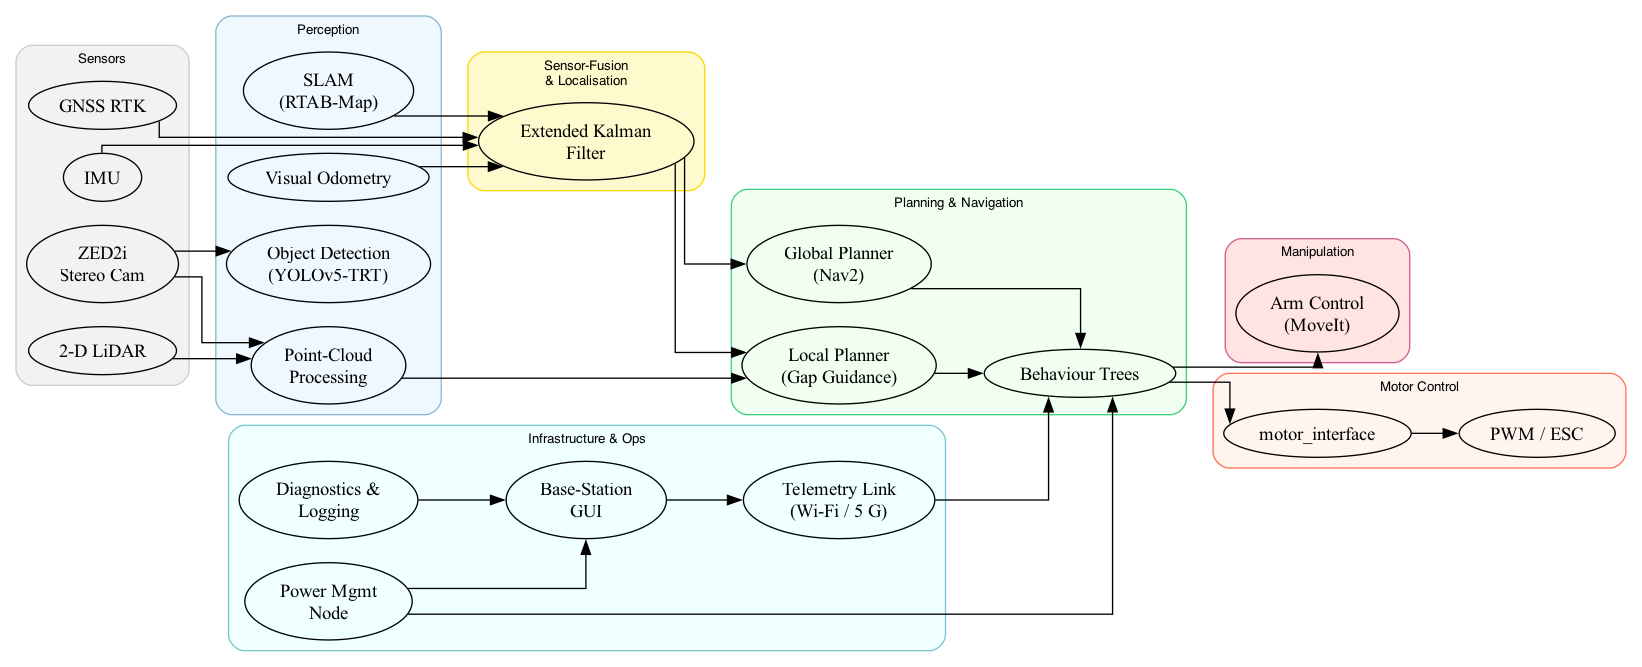 Sensors
GNSS RTK
IMU
ZED2i
Stereo Cam
2-D LiDAR
Perception
SLAM
(RTAB-Map)
Visual Odometry
Object Detection
(YOLOv5-TRT)
Point-Cloud
Processing
Sensor-Fusion
& Localisation
Extended Kalman
Filter
Planning & Navigation
Global Planner
(Nav2)
Local Planner
(Gap Guidance)
Behaviour Trees
Manipulation
Arm Control
(MoveIt)
Motor Control
motor_interface
PWM / ESC
Infrastructure & Ops
Diagnostics &
Logging
Base-Station
GUI
Telemetry Link
(Wi-Fi / 5 G)
Power Mgmt
Node